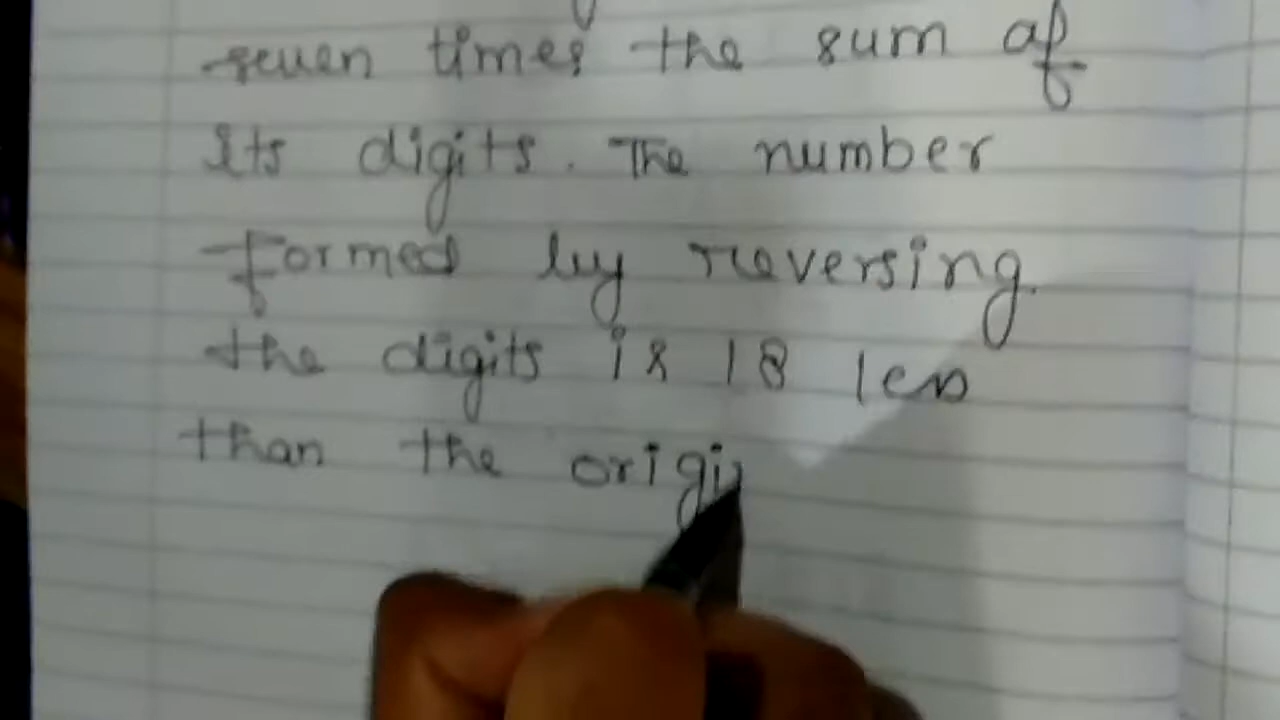 seven times the sum of
its digits. The number
formed by reversing
the digits is 18 less
than the origin